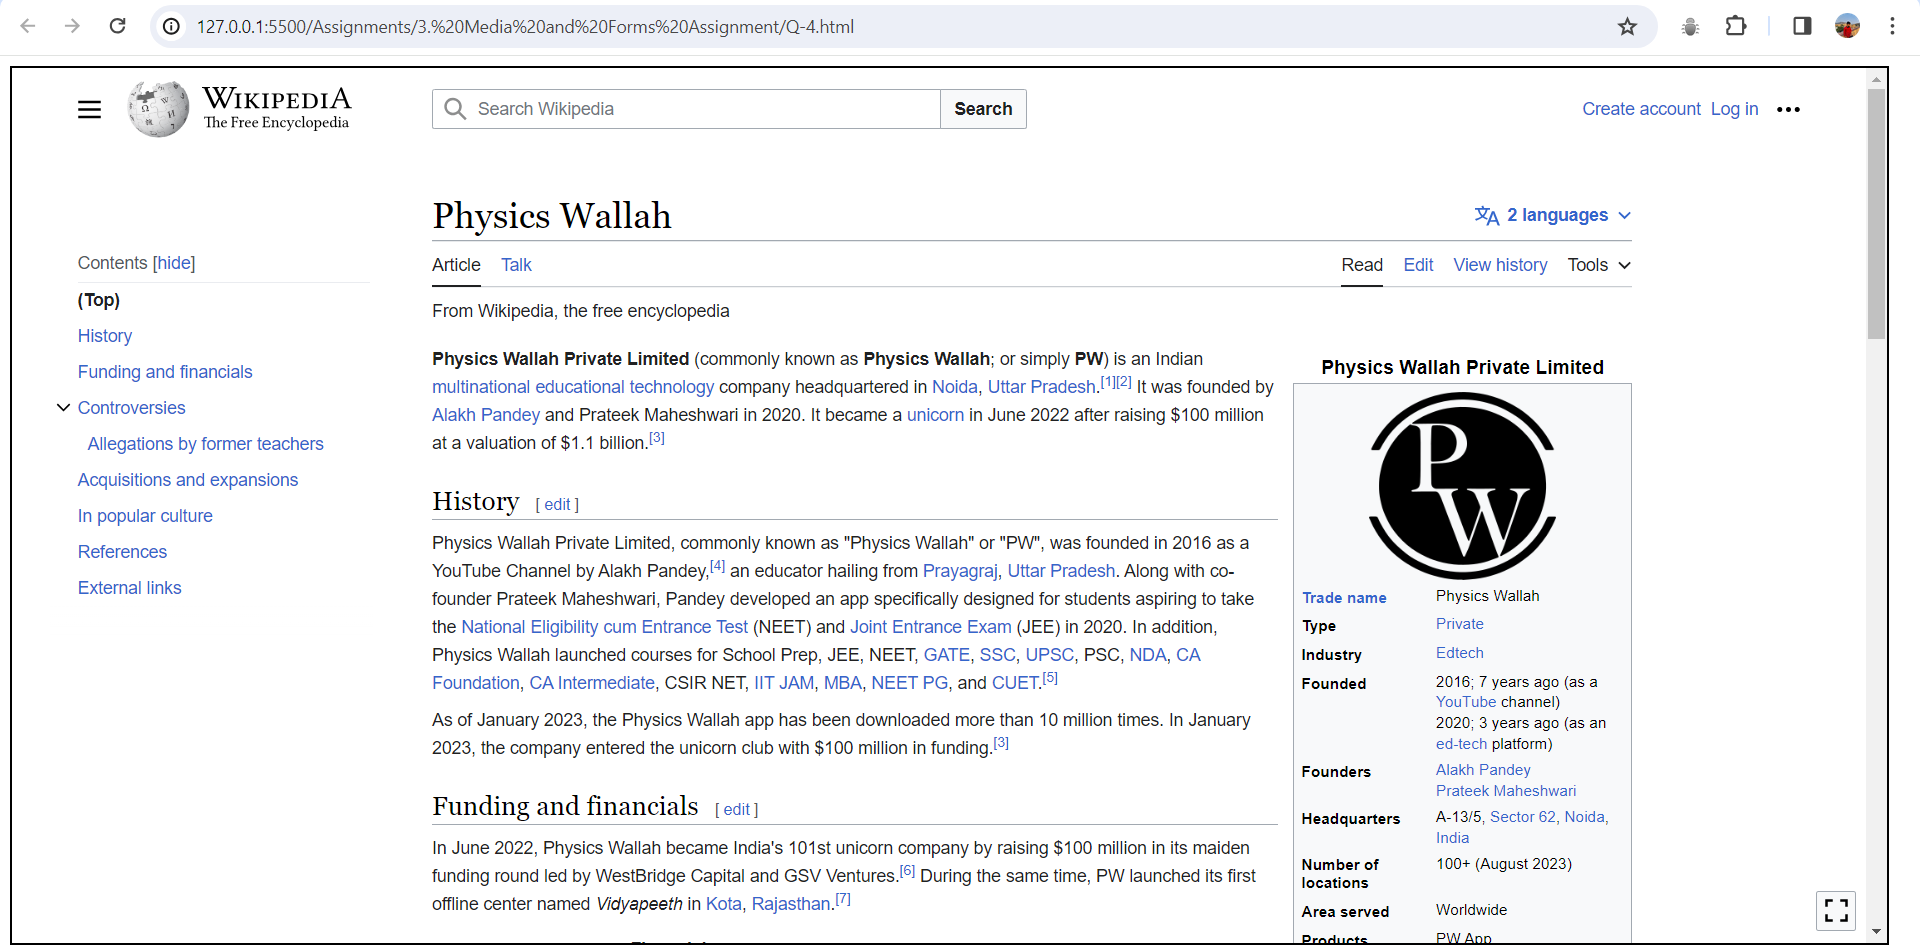 127.0.0.1:5500/Assignments/3.%20Media%20and%20Forms%20Assignment/Q-4.html
WIKIPEDIA
The Free Encyclopedia
Search Wikipedia
Search
Create account Log in
Physics Wallah
2 languages
Article Talk
Read Edit View history Tools
From Wikipedia, the free encyclopedia
Contents [hide]
(Top)
History
Funding and financials
Controversies
Allegations by former teachers
Acquisitions and expansions
In popular culture
References
External links
Physics Wallah Private Limited (commonly known as Physics Wallah; or simply PW) is an Indian
multinational educational technology company headquartered in Noida, Uttar Pradesh.[1][2] It was founded by
Alakh Pandey and Prateek Maheshwari in 2020. It became a unicorn in June 2022 after raising $100 million
at a valuation of $1.1 billion.[3]
History [ edit ]
Physics Wallah Private Limited, commonly known as "Physics Wallah" or "PW", was founded in 2016 as a
YouTube Channel by Alakh Pandey,[4] an educator hailing from Prayagraj, Uttar Pradesh. Along with co-
founder Prateek Maheshwari, Pandey developed an app specifically designed for students aspiring to take
the National Eligibility cum Entrance Test (NEET) and Joint Entrance Exam (JEE) in 2020. In addition,
Physics Wallah launched courses for School Prep, JEE, NEET, GATE, SSC, UPSC, PSC, NDA, CA
Foundation, CA Intermediate, CSIR NET, IIT JAM, MBA, NEET PG, and CUET.[5]
As of January 2023, the Physics Wallah app has been downloaded more than 10 million times. In January
2023, the company entered the unicorn club with $100 million in funding.[3]
Funding and financials [ edit ]
In June 2022, Physics Wallah became India's 101st unicorn company by raising $100 million in its maiden
funding round led by WestBridge Capital and GSV Ventures.[6] During the same time, PW launched its first
offline center named Vidyapeeth in Kota, Rajasthan.[7]
Physics Wallah Private Limited
PW
Trade name Physics Wallah
Type Private
Industry Edtech
Founded 2016; 7 years ago (as a
YouTube channel)
2020; 3 years ago (as an
ed-tech platform)
Founders Alakh Pandey
Prateek Maheshwari
Headquarters A-13/5, Sector 62, Noida,
India
Number of 100+ (August 2023)
locations
Area served Worldwide
Products PW App